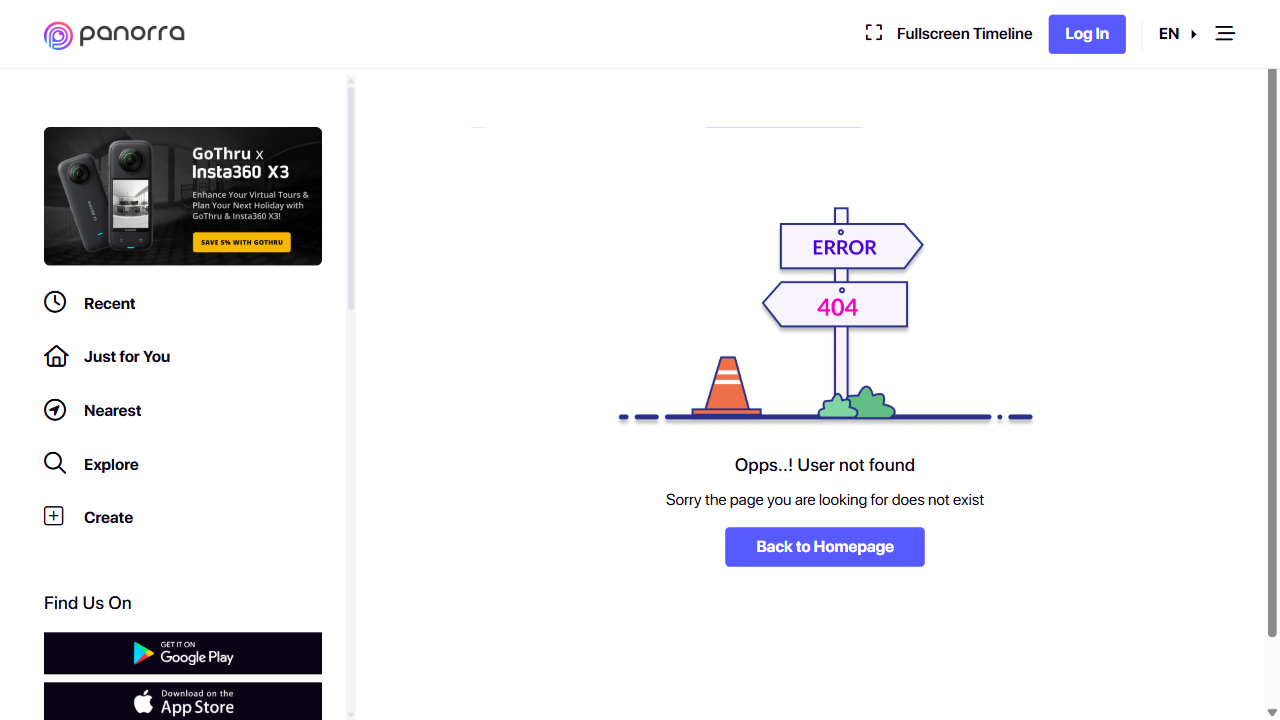 panorra
Fullscreen Timeline
Log In
EN
GoThru x
Insta360 X3
Enhance Your Virtual Tours &
Plan Your Next Holiday with
GoThru & Insta360 X3!
SAVE 5% WITH GOTHRU
Recent
Just for You
Nearest
Explore
Create
Find Us On
GET IT ON
Google Play
Download on the
App Store
ERROR
404
Opps..! User not found
Sorry the page you are looking for does not exist
Back to Homepage